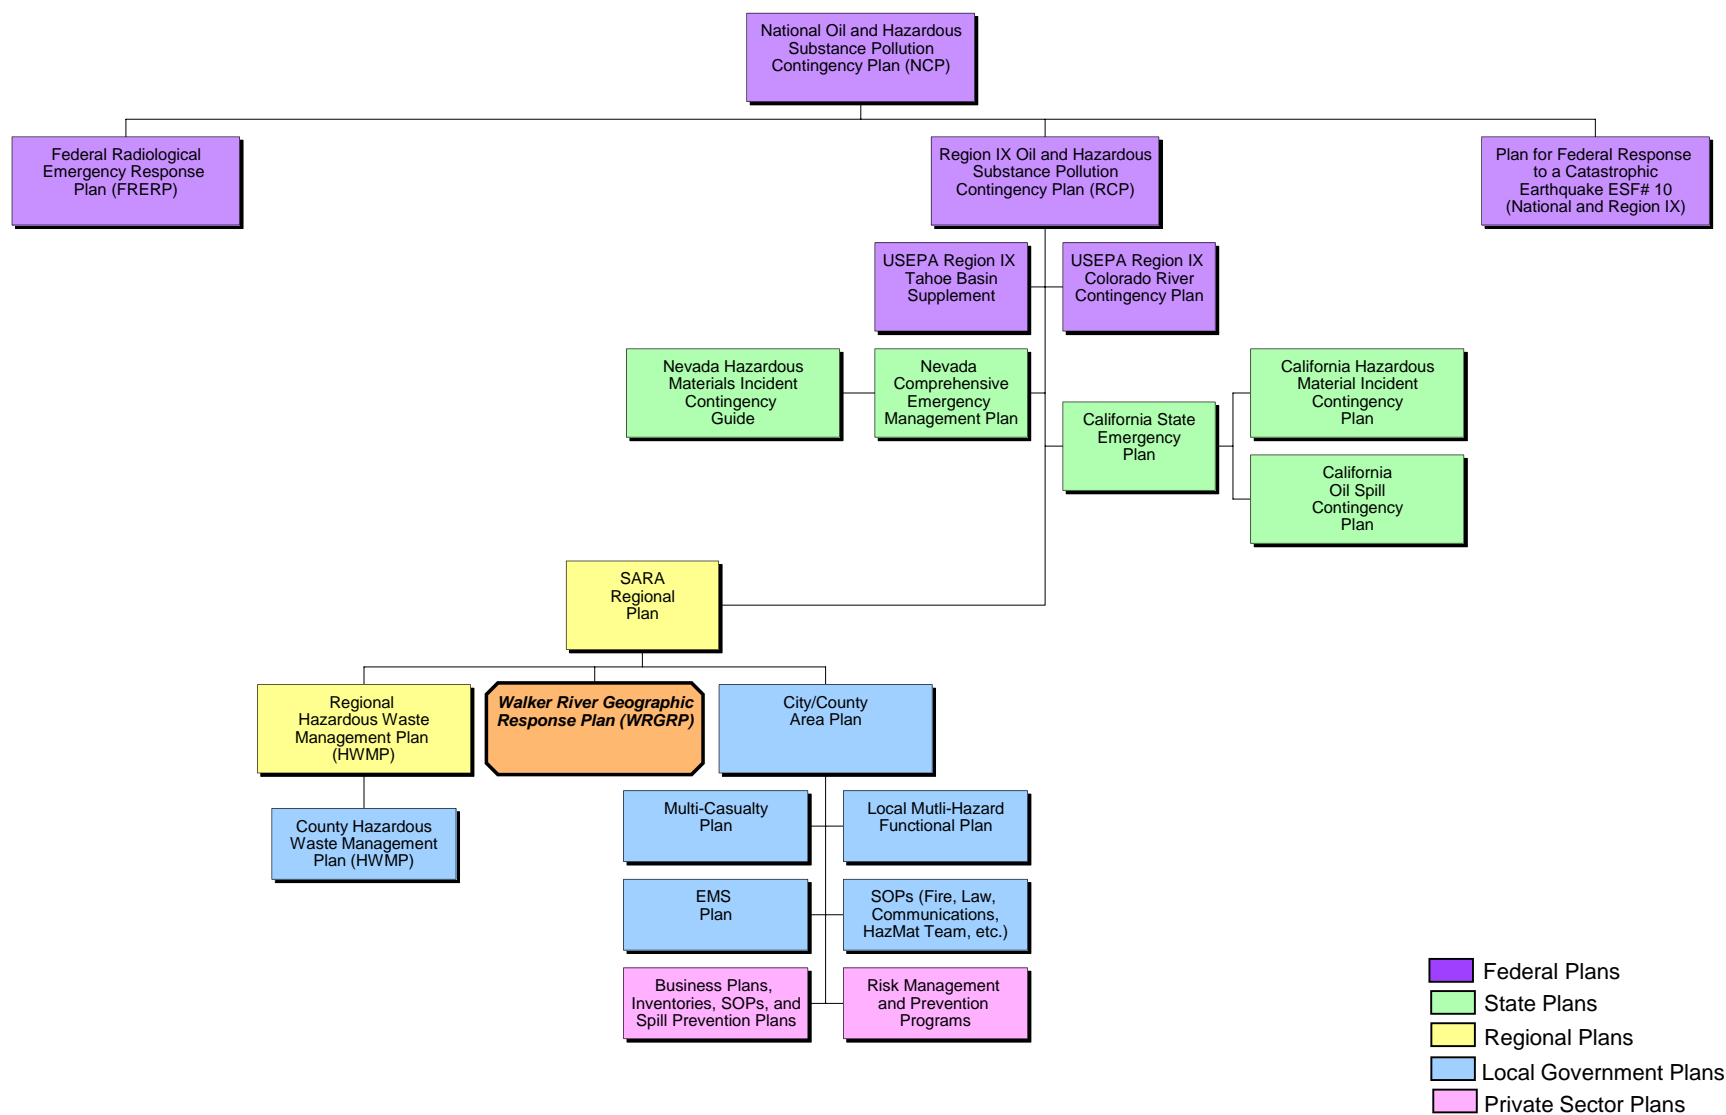 National Oil and Hazardous
Substance Pollution
Contingency Plan (NCP)
Federal Radiological
Emergency Response
Plan (FRERP)
Region IX Oil and Hazardous
Substance Pollution
Contingency Plan (RCP)
Plan for Federal Response
to a Catastrophic
Earthquake ESF# 10
(National and Region IX)
USEPA Region IX
Tahoe Basin
Supplement
USEPA Region IX
Colorado River
Contingency Plan
Nevada Hazardous
Materials Incident
Contingency
Guide
Nevada
Comprehensive
Emergency
Management Plan
California State
Emergency
Plan
California Hazardous
Material Incident
Contingency
Plan
California
Oil Spill
Contingency
Plan
SARA
Regional
Plan
Regional
Hazardous Waste
Management Plan
(HWMP)
Walker River Geographic
Response Plan (WRGRP)
City/County
Area Plan
County Hazardous
Waste Management
Plan (HWMP)
Multi-Casualty
Plan
Local Mutli-Hazard
Functional Plan
EMS
Plan
SOPs (Fire, Law,
Communications,
HazMat Team, etc.)
Business Plans,
Inventories, SOPs, and
Spill Prevention Plans
Risk Management
and Prevention
Programs
Federal Plans
State Plans
Regional Plans
Local Government Plans
Private Sector Plans